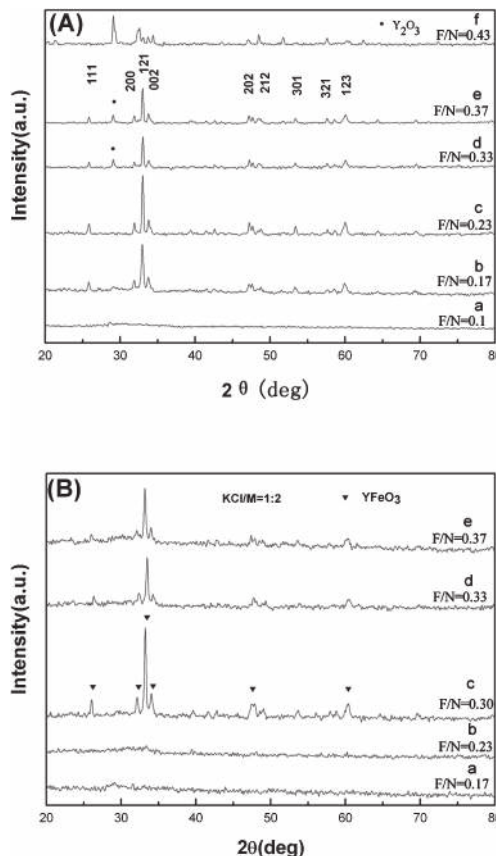 (A)
• Y₂O₃
f
F/N=0.43
111
200
121
002
202
212
301
321
123
e
F/N=0.37
d
F/N=0.33
c
F/N=0.23
b
F/N=0.17
a
F/N=0.1
Intensity(a.u.)
20 30 40 50 60 70 80
2 θ (deg)
(B)
KCl/M=1:2
▼ YFeO₃
e
F/N=0.37
d
F/N=0.33
c
F/N=0.30
b
F/N=0.23
a
F/N=0.17
Intensity(a.u.)
20 30 40 50 60 70 80
2θ(deg)